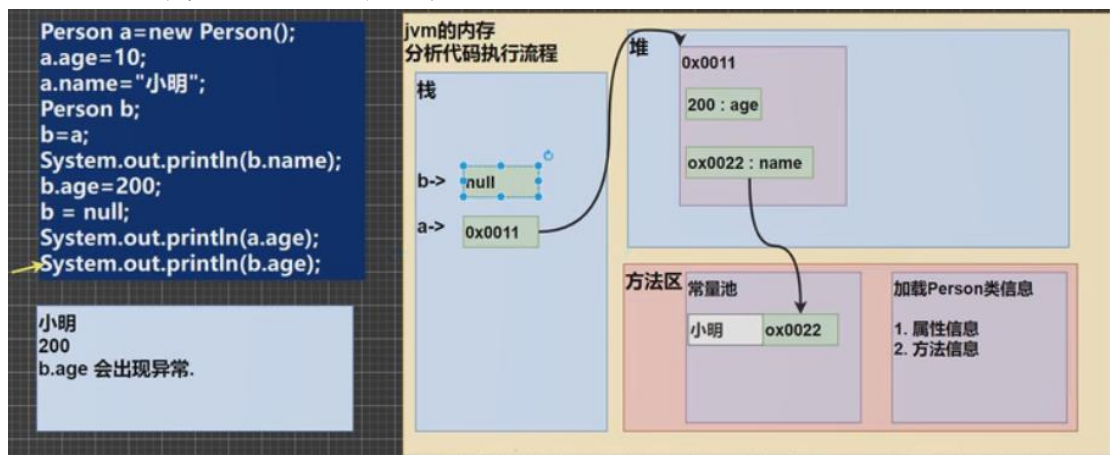 Person a=new Person();
a.age=10;
a.name="小明";
Person b;
b=a;
System.out.println(b.name);
b.age=200;
b = null;
System.out.println(a.age);
System.out.println(b.age);
小明
200
b.age 会出现异常.
jvm的内存
分析代码执行流程
栈
b-> null
a-> 0x0011
堆
0x0011
200 : age
ox0022 : name
方法区
常量池
小明 ox0022
加载Person类信息
1. 属性信息
2. 方法信息